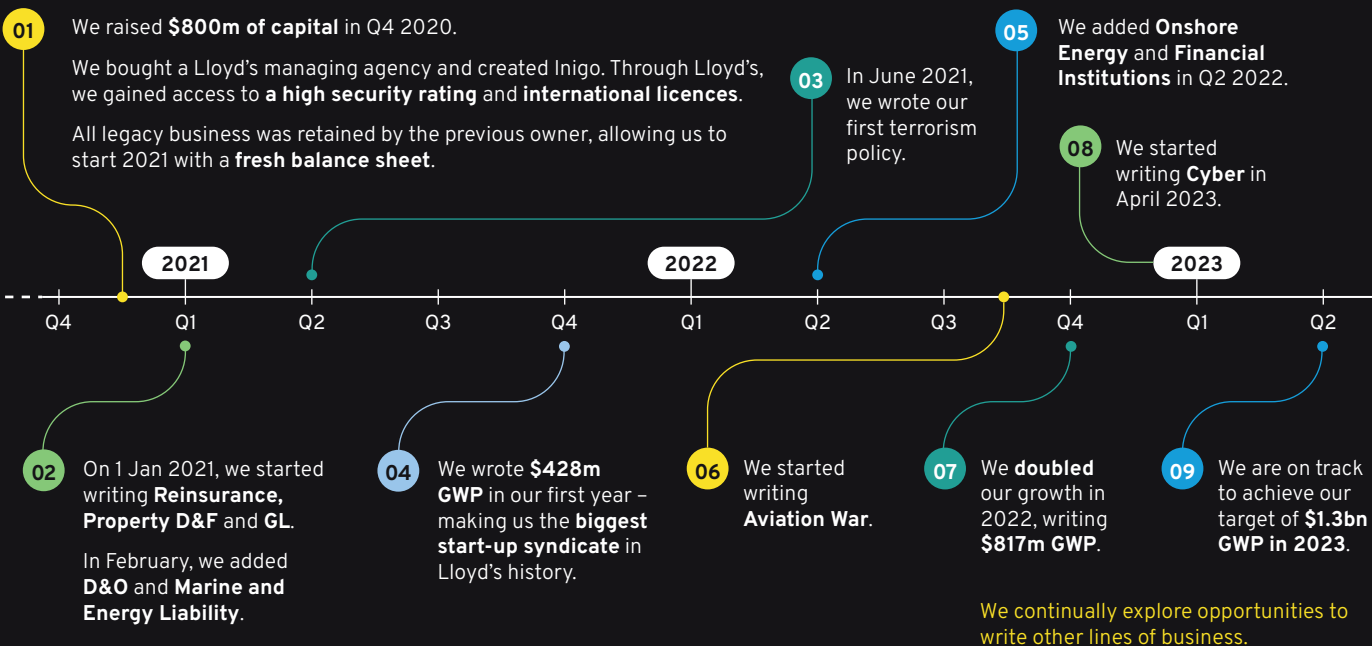 01
We raised $800m of capital in Q4 2020.
We bought a Lloyd’s managing agency and created Inigo. Through Lloyd’s,
we gained access to a high security rating and international licences.
All legacy business was retained by the previous owner, allowing us to
start 2021 with a fresh balance sheet.
03
In June 2021,
we wrote our
first terrorism
policy.
05
We added Onshore
Energy and Financial
Institutions in Q2 2022.
08
We started
writing Cyber in
April 2023.
2021
2022
2023
Q4
Q1
Q2
Q3
Q4
Q1
Q2
Q3
Q4
Q1
Q2
02
On 1 Jan 2021, we started
writing Reinsurance,
Property D&F and GL.
In February, we added
D&O and Marine and
Energy Liability.
04
We wrote $428m
GWP in our first year –
making us the biggest
start-up syndicate in
Lloyd’s history.
06
We started
writing
Aviation War.
07
We doubled
our growth in
2022, writing
$817m GWP.
09
We are on track
to achieve our
target of $1.3bn
GWP in 2023.
We continually explore opportunities to
write other lines of business.